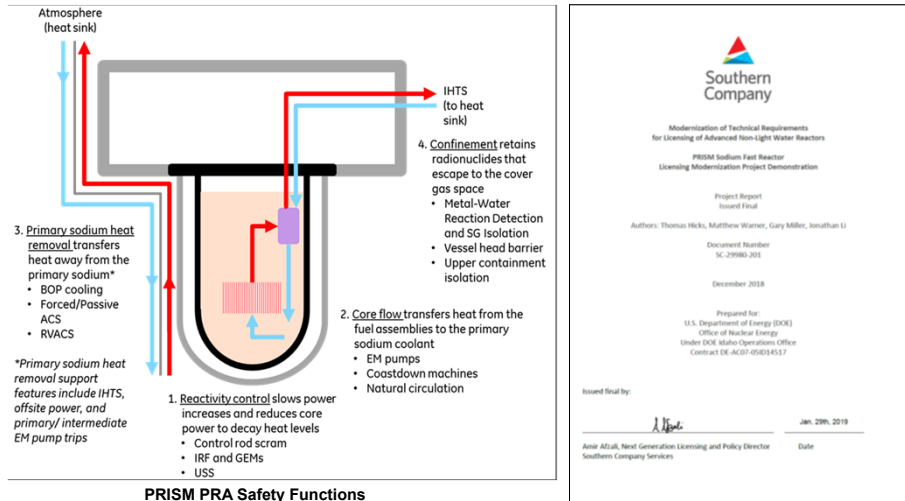 Atmosphere
(heat sink)
IHTS
(to heat
sink)
4. Confinement retains
radionuclides that
escape to the cover
gas space
• Metal-Water
Reaction Detection
and SG Isolation
• Vessel head barrier
• Upper containment
isolation
3. Primary sodium heat
removal transfers
heat away from the
primary sodium*
• BOP cooling
• Forced/Passive
ACS
• RVACS
*Primary sodium heat
removal support
features include IHTS,
offsite power, and
primary/ intermediate
EM pump trips
2. Core flow transfers heat from the
fuel assemblies to the primary
sodium coolant
• EM pumps
• Coastdown machines
• Natural circulation
1. Reactivity control slows power
increases and reduces core
power to decay heat levels
• Control rod scram
• IRF and GEMs
• USS
PRISM PRA Safety Functions
Southern
Company
Modernization of Technical Requirements
for Licensing of Advanced Non-Light Water Reactors
PRISM Sodium Fast Reactor
Licensing Modernization Project Demonstration
Project Report
Issued Final
Authors: Thomas Hicks, Matthew Warner, Gary Miller, Jonathan Li
Document Number
SC-29980-201
December 2018
Prepared for:
U.S. Department of Energy (DOE)
Office of Nuclear Energy
Under DOE Idaho Operations Office
Contract DE-AC07-05ID14517
Issued final by:
Jan. 29th, 2019
Amir Afzali, Next Generation Licensing and Policy Director
Date
Southern Company Services